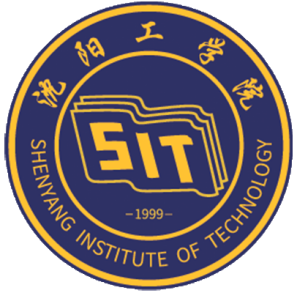 沈阳工学院
SIT
-1999-
SHENYANG INSTITUTE OF TECHNOLOGY